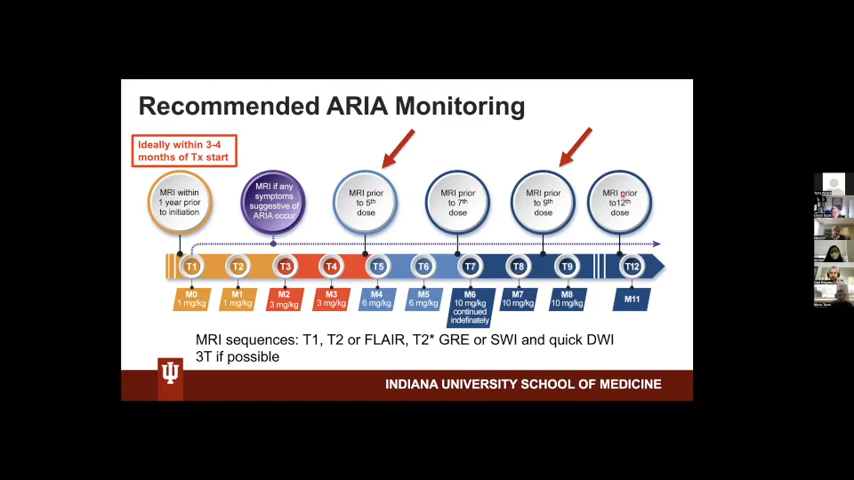 Recommended ARIA Monitoring
Ideally within 3-4
months of Tx start
MRI within
1 year prior
to initiation
MRI if any
symptoms
suggestive of
ARIA occur
MRI prior
to 5th
dose
MRI prior
to 7th
dose
MRI prior
to 9th
dose
MRI prior
to12th
dose
T1 T2 T3 T4 T5 T6 T7 T8 T9 T12
M0
1 mg/kg
M1
1 mg/kg
M2
3 mg/kg
M3
3 mg/kg
M4
6 mg/kg
M5
6 mg/kg
M6
10 mg/kg
continued
indefinately
M7
10 mg/kg
M8
10 mg/kg
M11
MRI sequences: T1, T2 or FLAIR, T2* GRE or SWI and quick DWI
3T if possible
INDIANA UNIVERSITY SCHOOL OF MEDICINE